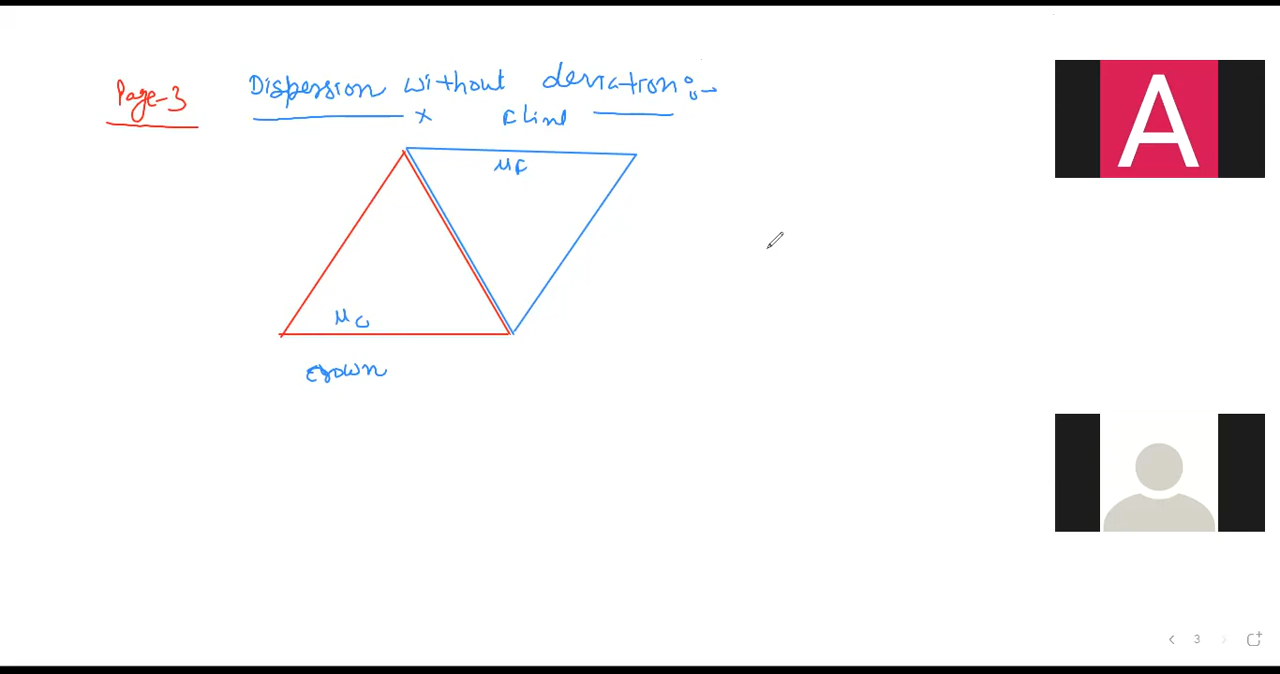 Page-3
Dispersion without deviation:-
x
Flint
μF
μC
Crown
A
3